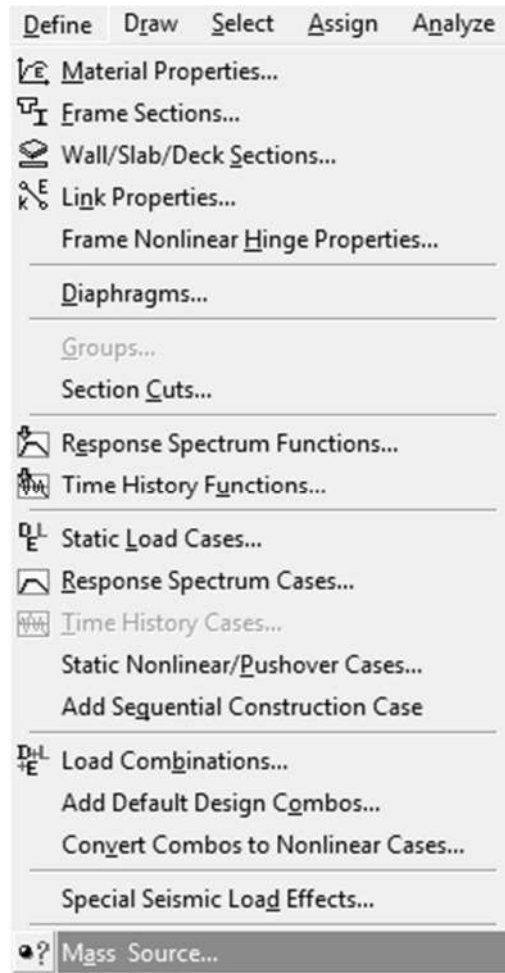 Define Draw Select Assign Analyze
Material Properties...
Frame Sections...
Wall/Slab/Deck Sections...
Link Properties...
Frame Nonlinear Hinge Properties...
Diaphragms...
Groups...
Section Cuts...
Response Spectrum Functions...
Time History Functions...
Static Load Cases...
Response Spectrum Cases...
Time History Cases...
Static Nonlinear/Pushover Cases...
Add Sequential Construction Case
Load Combinations...
Add Default Design Combos...
Convert Combos to Nonlinear Cases...
Special Seismic Load Effects...
Mass Source...